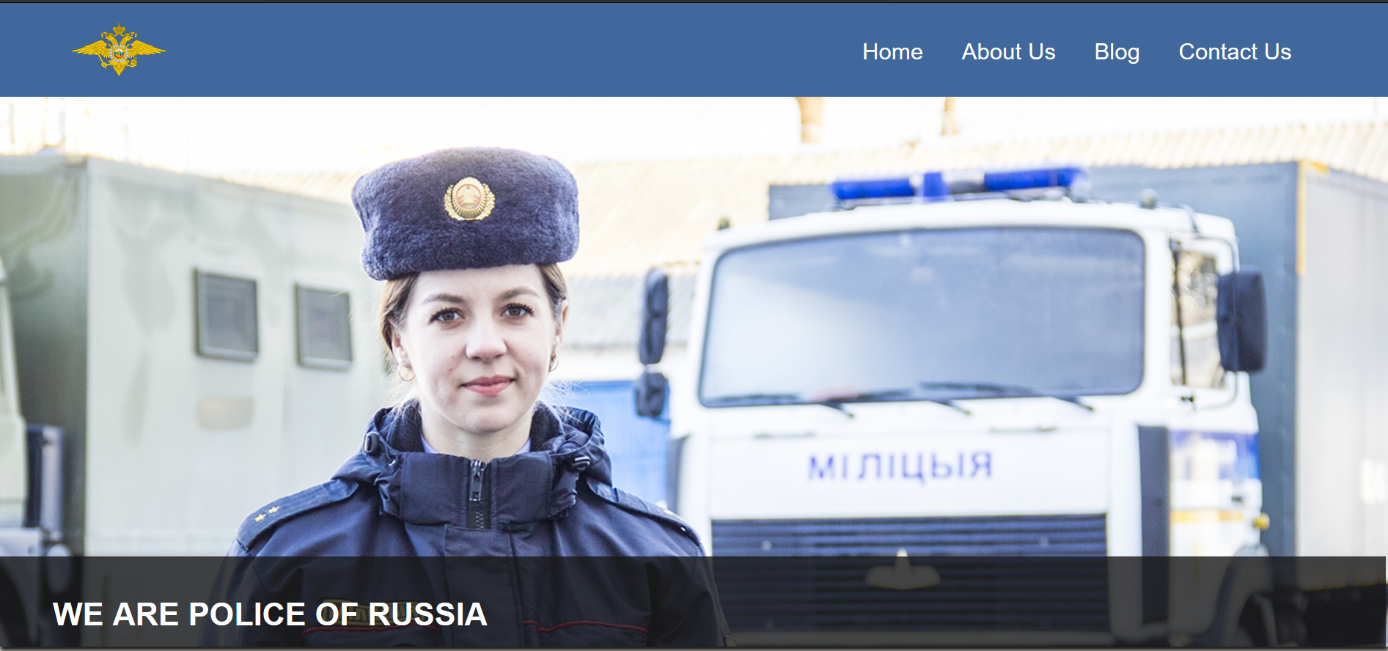 Home About Us Blog Contact Us
МІЛІЦЫЯ
WE ARE POLICE OF RUSSIA